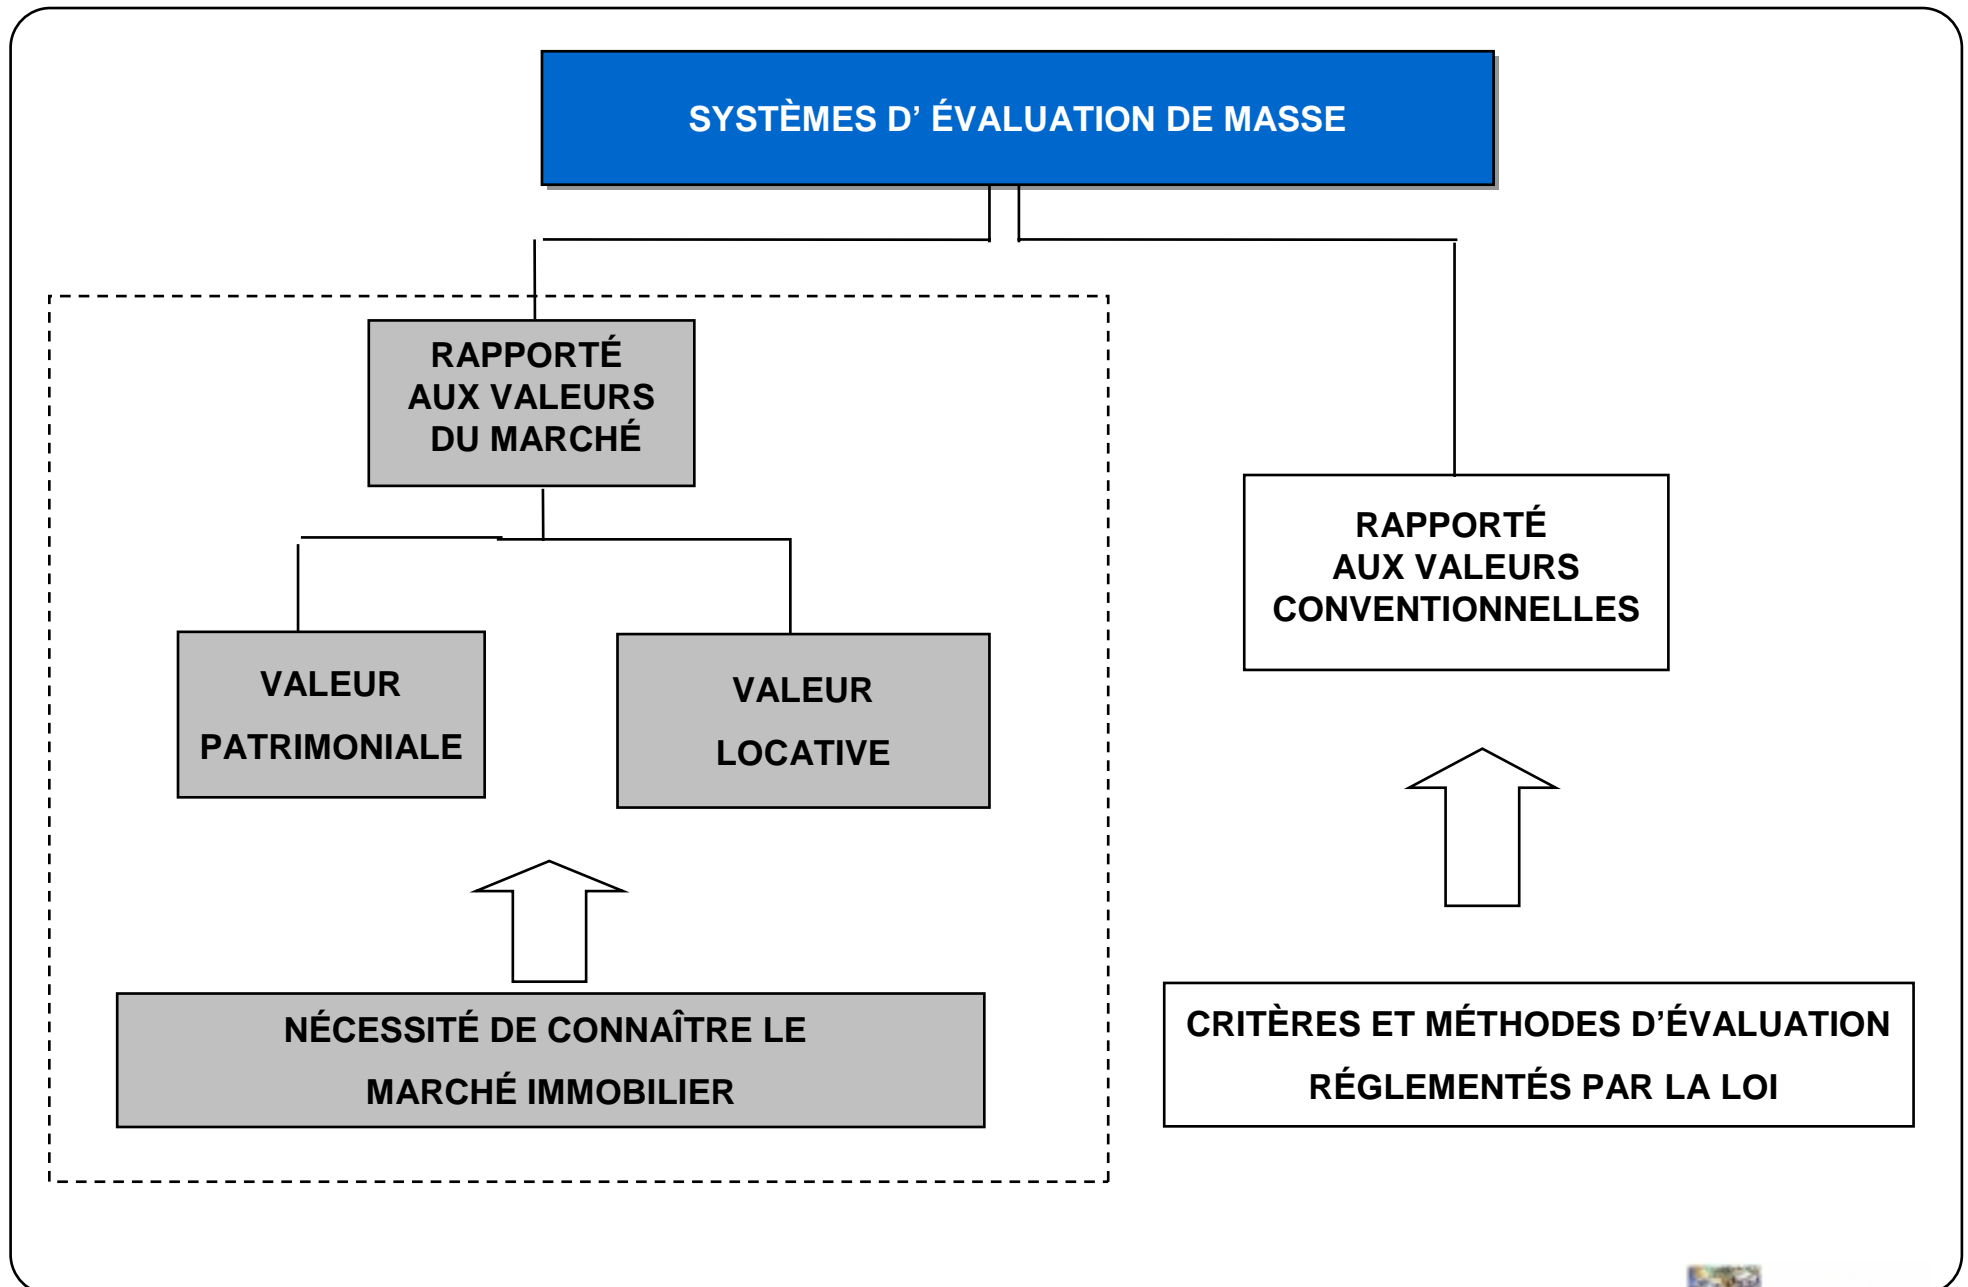 SYSTÈMES D’ ÉVALUATION DE MASSE
RAPPORTÉ
AUX VALEURS
DU MARCHÉ
RAPPORTÉ
AUX VALEURS
CONVENTIONNELLES
VALEUR
PATRIMONIALE
VALEUR
LOCATIVE
NÉCESSITÉ DE CONNAÎTRE LE
MARCHÉ IMMOBILIER
CRITÈRES ET MÉTHODES D’ÉVALUATION
RÉGLEMENTÉS PAR LA LOI